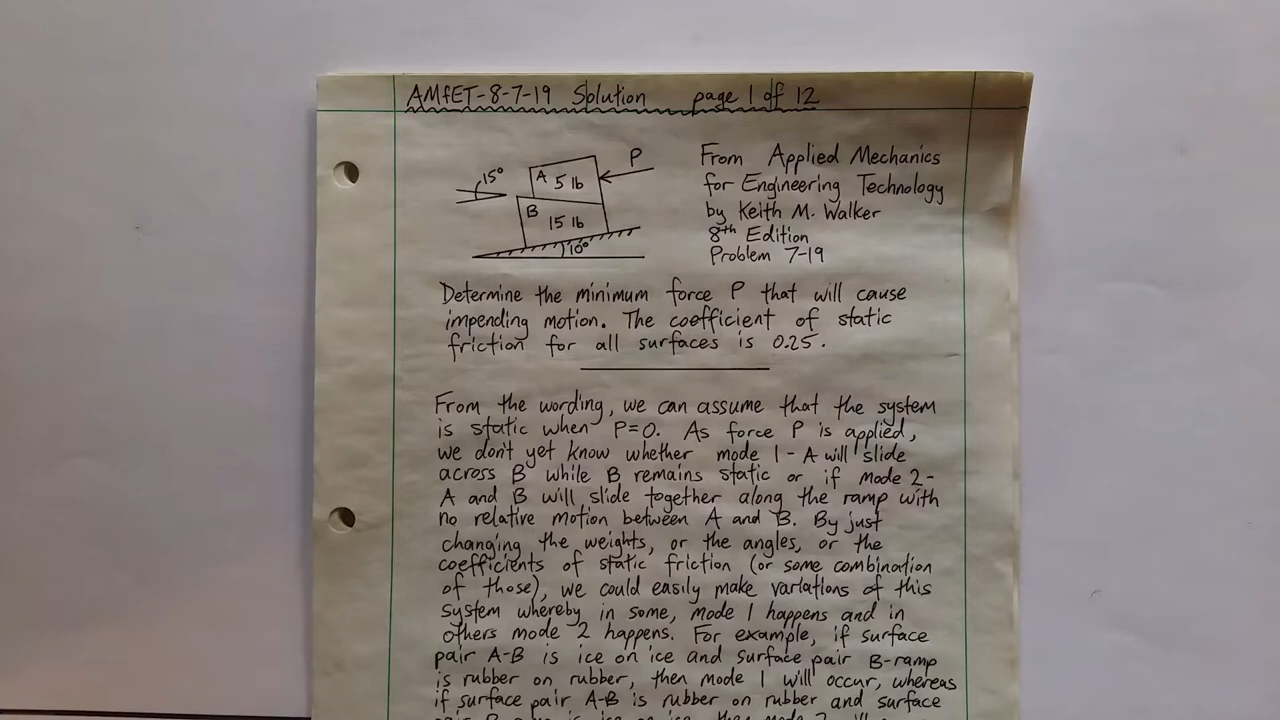 AMfET-8-7-19 Solution page 1 of 12
15°
A 5 lb
P
B
15 lb
10°
From Applied Mechanics
for Engineering Technology
by Keith M. Walker
8th Edition
Problem 7-19
Determine the minimum force P that will cause
impending motion. The coefficient of static
friction for all surfaces is 0.25.
From the wording, we can assume that the system
is static when P=0. As force P is applied,
we don't yet know whether mode 1 - A will slide
across B while B remains static or if mode 2-
A and B will slide together along the ramp with
no relative motion between A and B. By just
changing the weights, or the angles, or the
coefficients of static friction (or some combination
of those), we could easily make variations of this
system whereby in some, mode 1 happens and in
others mode 2 happens. For example, if surface
pair A-B is ice on ice and surface pair B-ramp
is rubber on rubber, then mode 1 will occur, whereas
if surface pair A-B is rubber on rubber and surface